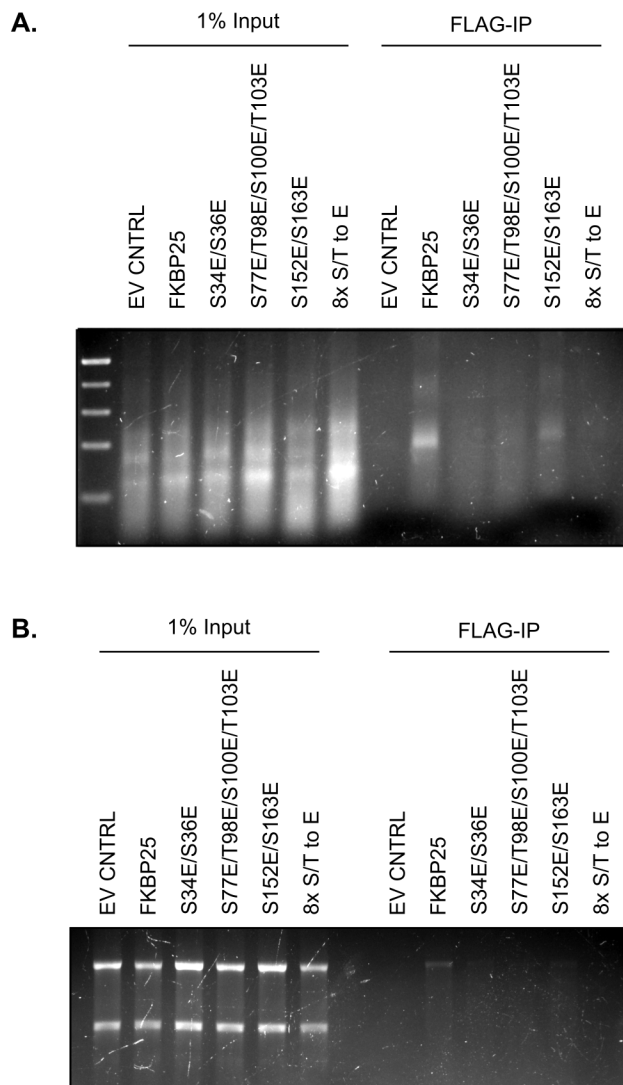 A.
1% Input
FLAG-IP
EV CNTRL
FKBP25
S34E/S36E
S77E/T98E/S100E/T103E
S152E/S163E
8x S/T to E
EV CNTRL
FKBP25
S34E/S36E
S77E/T98E/S100E/T103E
S152E/S163E
8x S/T to E
B.
1% Input
FLAG-IP
EV CNTRL
FKBP25
S34E/S36E
S77E/T98E/S100E/T103E
S152E/S163E
8x S/T to E
EV CNTRL
FKBP25
S34E/S36E
S77E/T98E/S100E/T103E
S152E/S163E
8x S/T to E